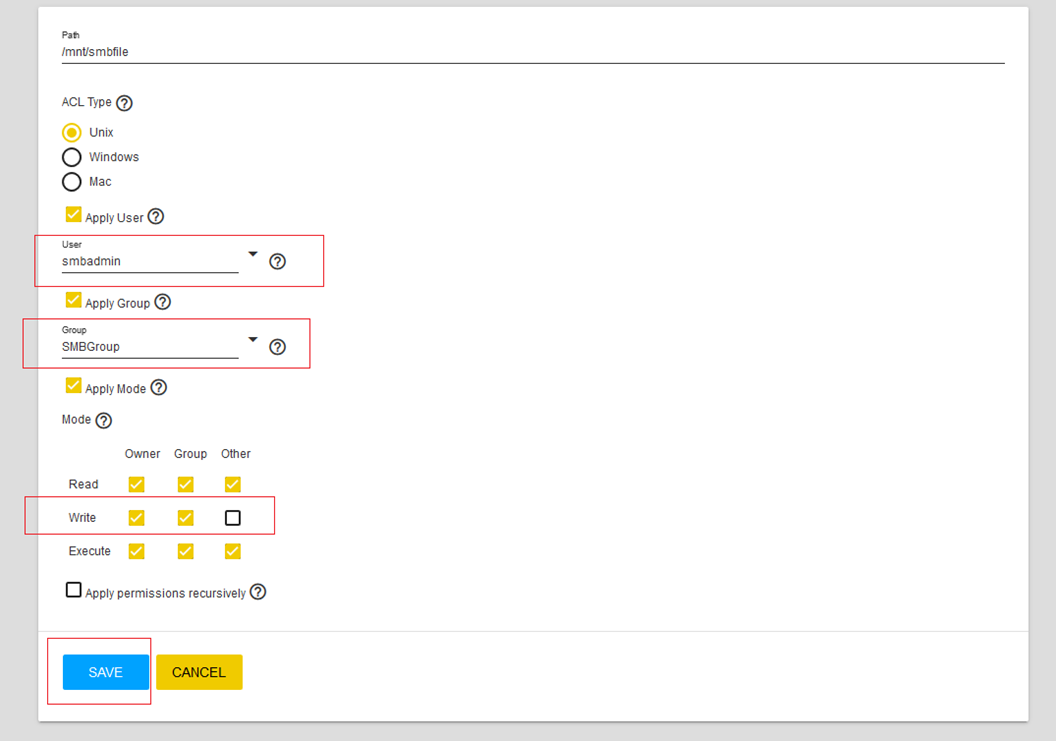 Path
/mnt/smbfile
ACL Type ?
Unix
Windows
Mac
Apply User ?
User
smbadmin ?
Apply Group ?
Group
SMBGroup ?
Apply Mode ?
Mode ?
Owner Group Other
Read
Write
Execute
Apply permissions recursively ?
SAVE CANCEL